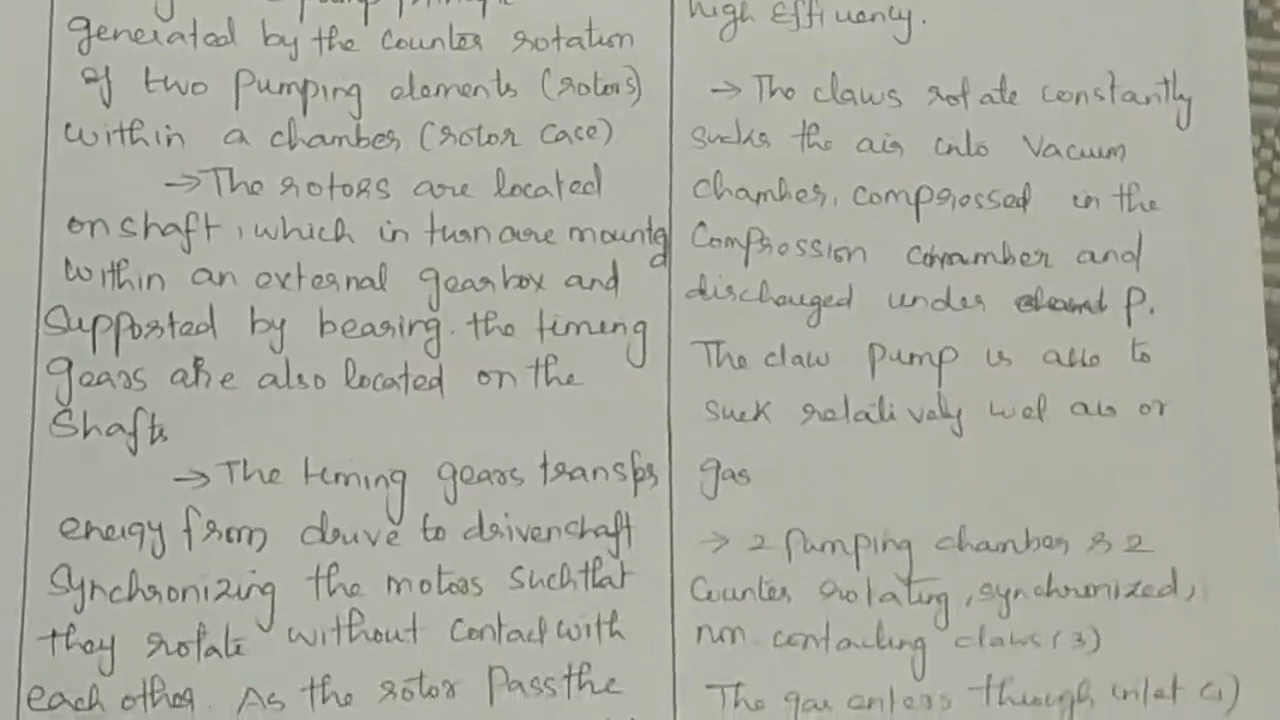 generated by the counter rotation
of two pumping elements (rotors)
within a chamber (rotor case)
→ The rotors are located
on shaft, which in turn are mountd
within an external gearbox and
supported by bearing. the timing
gears are also located on the
shafts
→ The timing gears transfs
energy from drive to driven shaft
synchronizing the motors such that
they rotate without contact with
each other. As the rotor pass the
high efficiency.
→ The claws rotate constantly
sucks the air into vacuum
chamber, compressed in the
compression chamber and
discharged under P.
The claw pump is able to
suck relatively wet air or
gas
→ 2 pumping chamber & 2
counter rotating, synchronized,
non-contacting claws (3)
The gas enters through inlet (1)